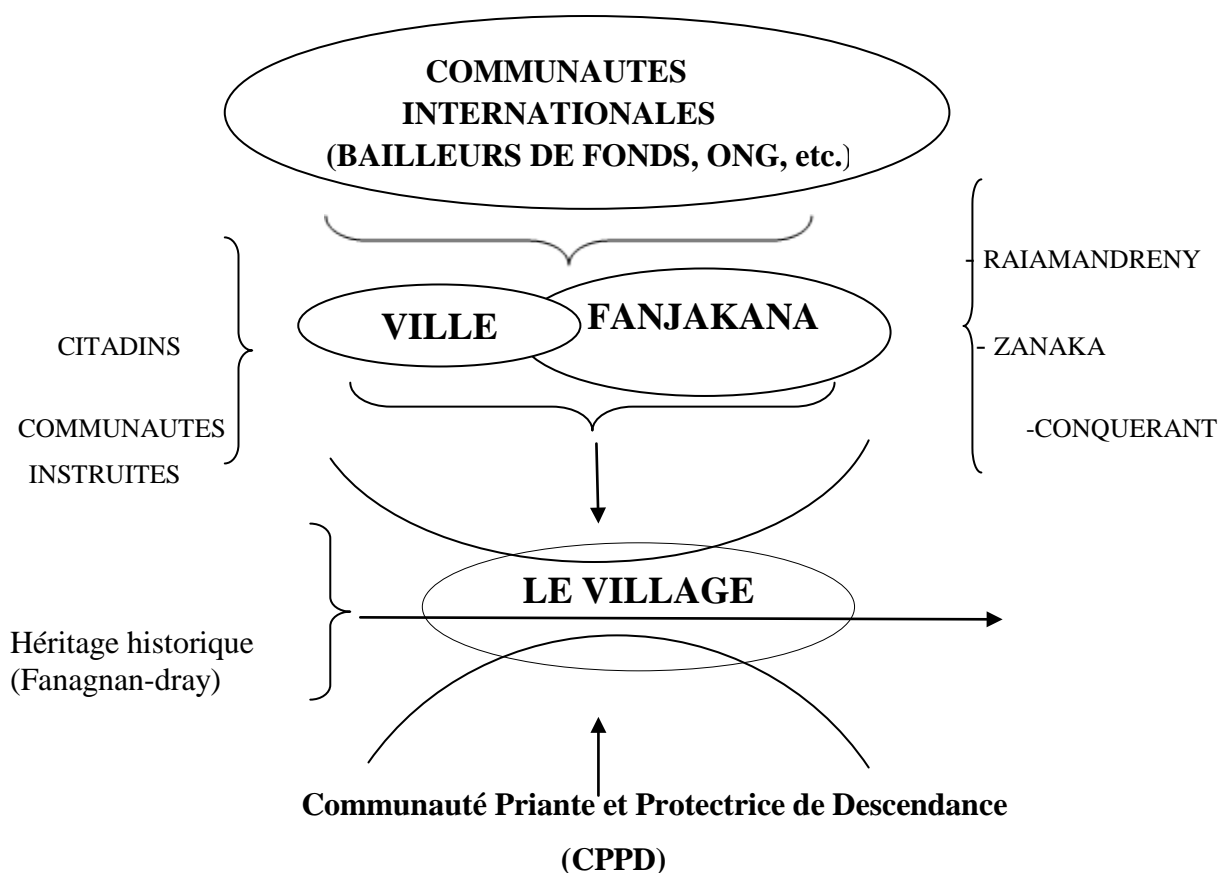 COMMUNAUTES
INTERNATIONALES
(BAILLEURS DE FONDS, ONG, etc.)
- RAIAMANDRENY
VILLE
FANJAKANA
CITADINS
- ZANAKA
COMMUNAUTES
INSTRUITES
-CONQUERANT
LE VILLAGE
Héritage historique
(Fanagnan-dray)
Communauté Priante et Protectrice de Descendance
(CPPD)